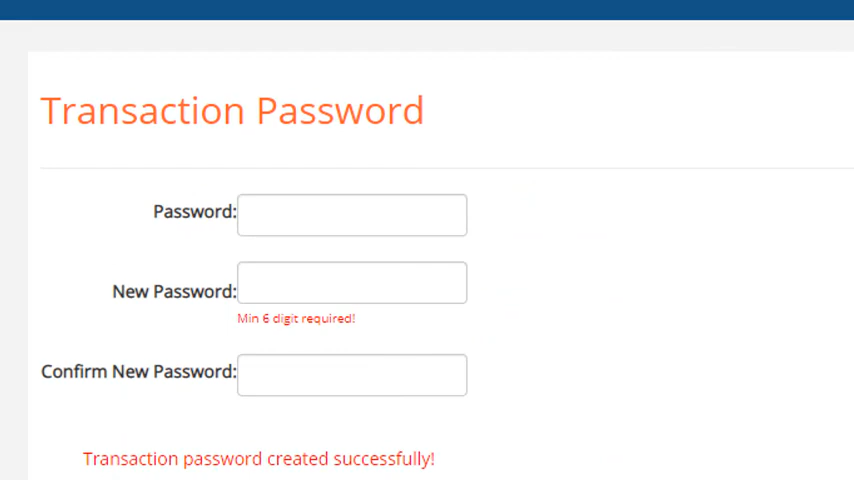 Transaction Password
Password:
New Password:
Min 6 digit required!
Confirm New Password:
Transaction password created successfully!